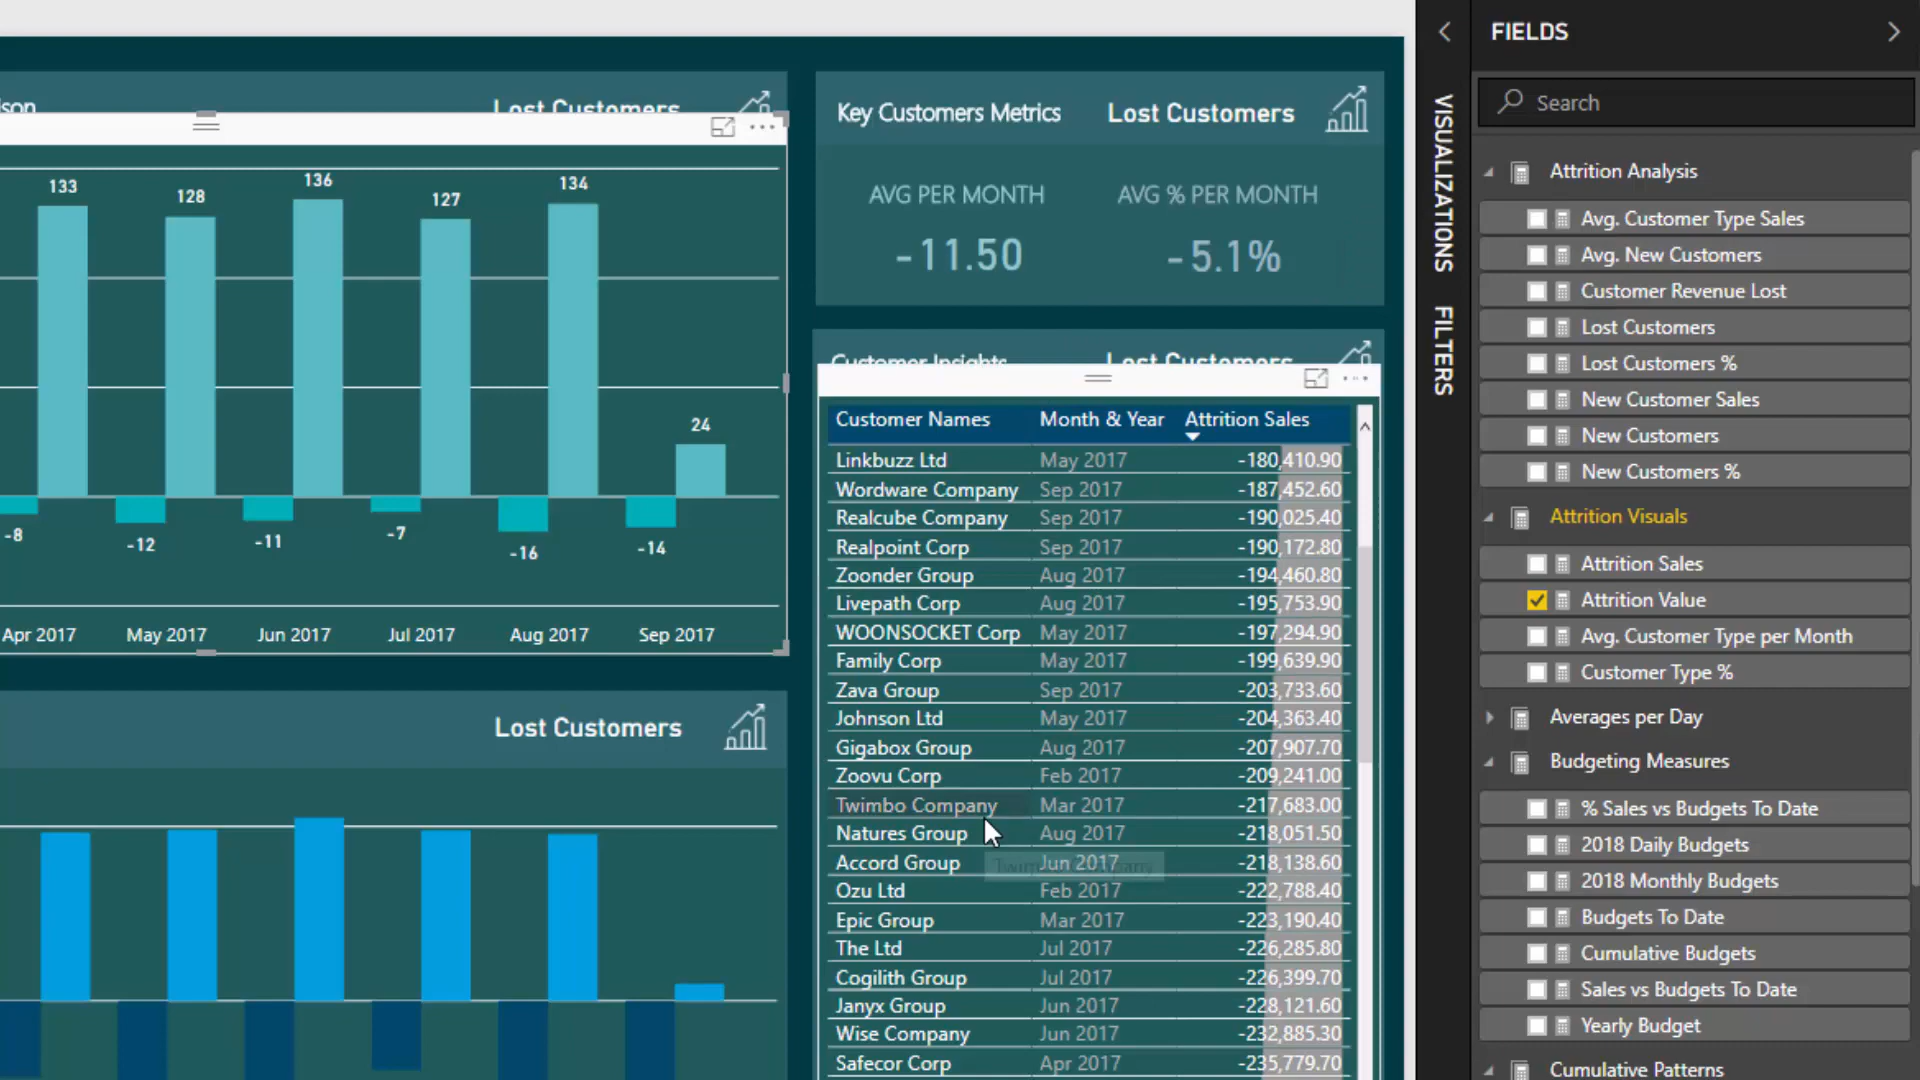 son
Lost Customers
133
128
136
127
134
24
-8
-12
-11
-7
-16
-14
Apr 2017
May 2017
Jun 2017
Jul 2017
Aug 2017
Sep 2017
Lost Customers
Key Customers Metrics
Lost Customers
AVG PER MONTH
AVG % PER MONTH
-11.50
-5.1%
Customer Insights
Lost Customers
Customer Names Month & Year Attrition Sales
Linkbuzz Ltd May 2017 -180,410.90
Wordware Company Sep 2017 -187,452.60
Realcube Company Sep 2017 -190,025.40
Realpoint Corp Sep 2017 -190,172.80
Zoonder Group Aug 2017 -194,460.80
Livepath Corp Aug 2017 -195,753.90
WOONSOCKET Corp May 2017 -197,294.90
Family Corp May 2017 -199,639.90
Zava Group Sep 2017 -203,733.60
Johnson Ltd May 2017 -204,363.40
Gigabox Group Aug 2017 -207,907.70
Zoovu Corp Feb 2017 -209,241.00
Twimbo Company Mar 2017 -217,683.00
Natures Group Aug 2017 -218,051.50
Accord Group Jun 2017 -218,138.60
Ozu Ltd Feb 2017 -222,788.40
Epic Group Mar 2017 -223,190.40
The Ltd Jul 2017 -226,285.80
Cogilith Group Jul 2017 -226,399.70
Janyx Group Jun 2017 -228,121.60
Wise Company Jun 2017 -232,885.30
Safecor Corp Apr 2017 -235,779.70
VISUALIZATIONS
FILTERS
FIELDS
Search
Attrition Analysis
Avg. Customer Type Sales
Avg. New Customers
Customer Revenue Lost
Lost Customers
Lost Customers %
New Customer Sales
New Customers
New Customers %
Attrition Visuals
Attrition Sales
Attrition Value
Avg. Customer Type per Month
Customer Type %
Averages per Day
Budgeting Measures
% Sales vs Budgets To Date
2018 Daily Budgets
2018 Monthly Budgets
Budgets To Date
Cumulative Budgets
Sales vs Budgets To Date
Yearly Budget
Cumulative Patterns